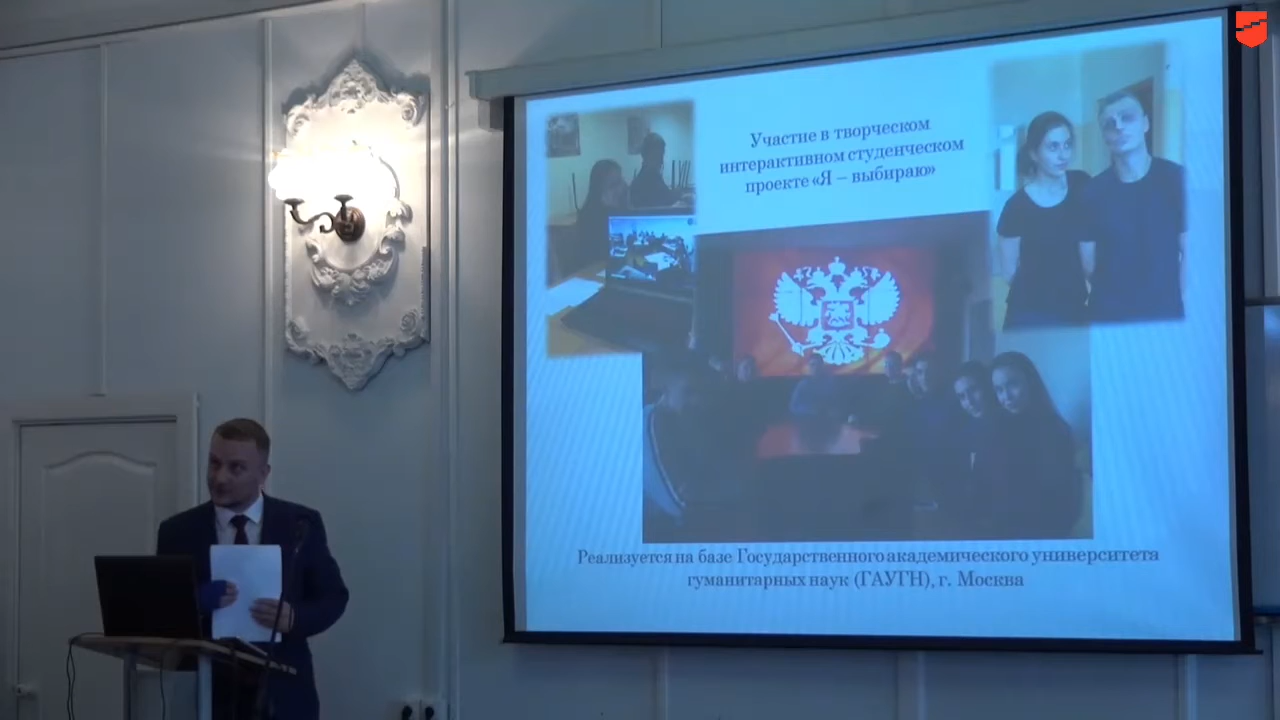 Участие в творческом
интерактивном студенческом
проекте «Я – выбираю»
Реализуется на базе Государственного академического университета
гуманитарных наук (ГАУГН), г. Москва